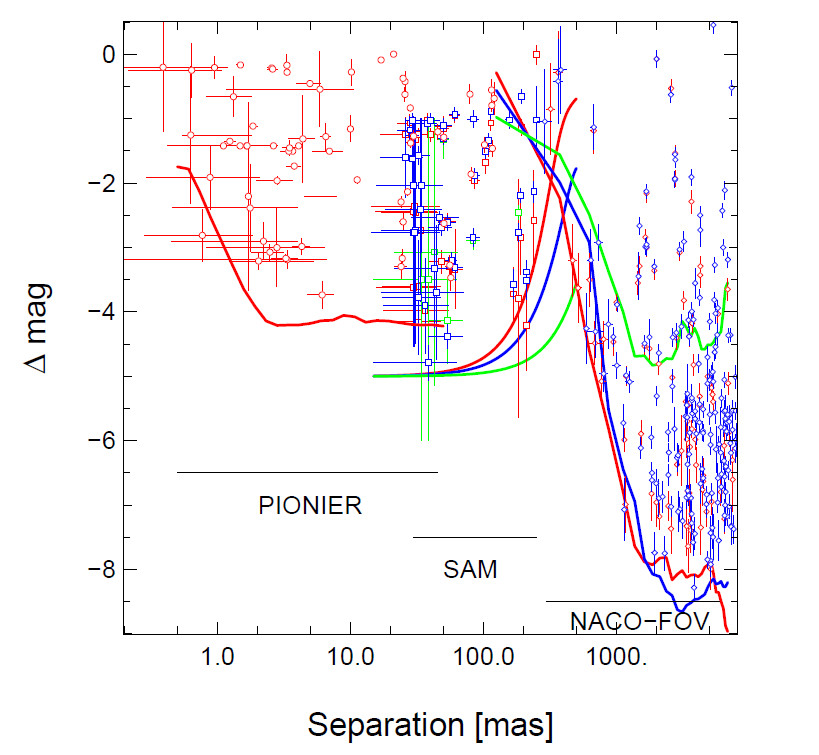 0
−2
−4
−6
−8
Δ mag
PIONIER
SAM
NACO−FOV
1.0 10.0 100.0 1000.
Separation [mas]